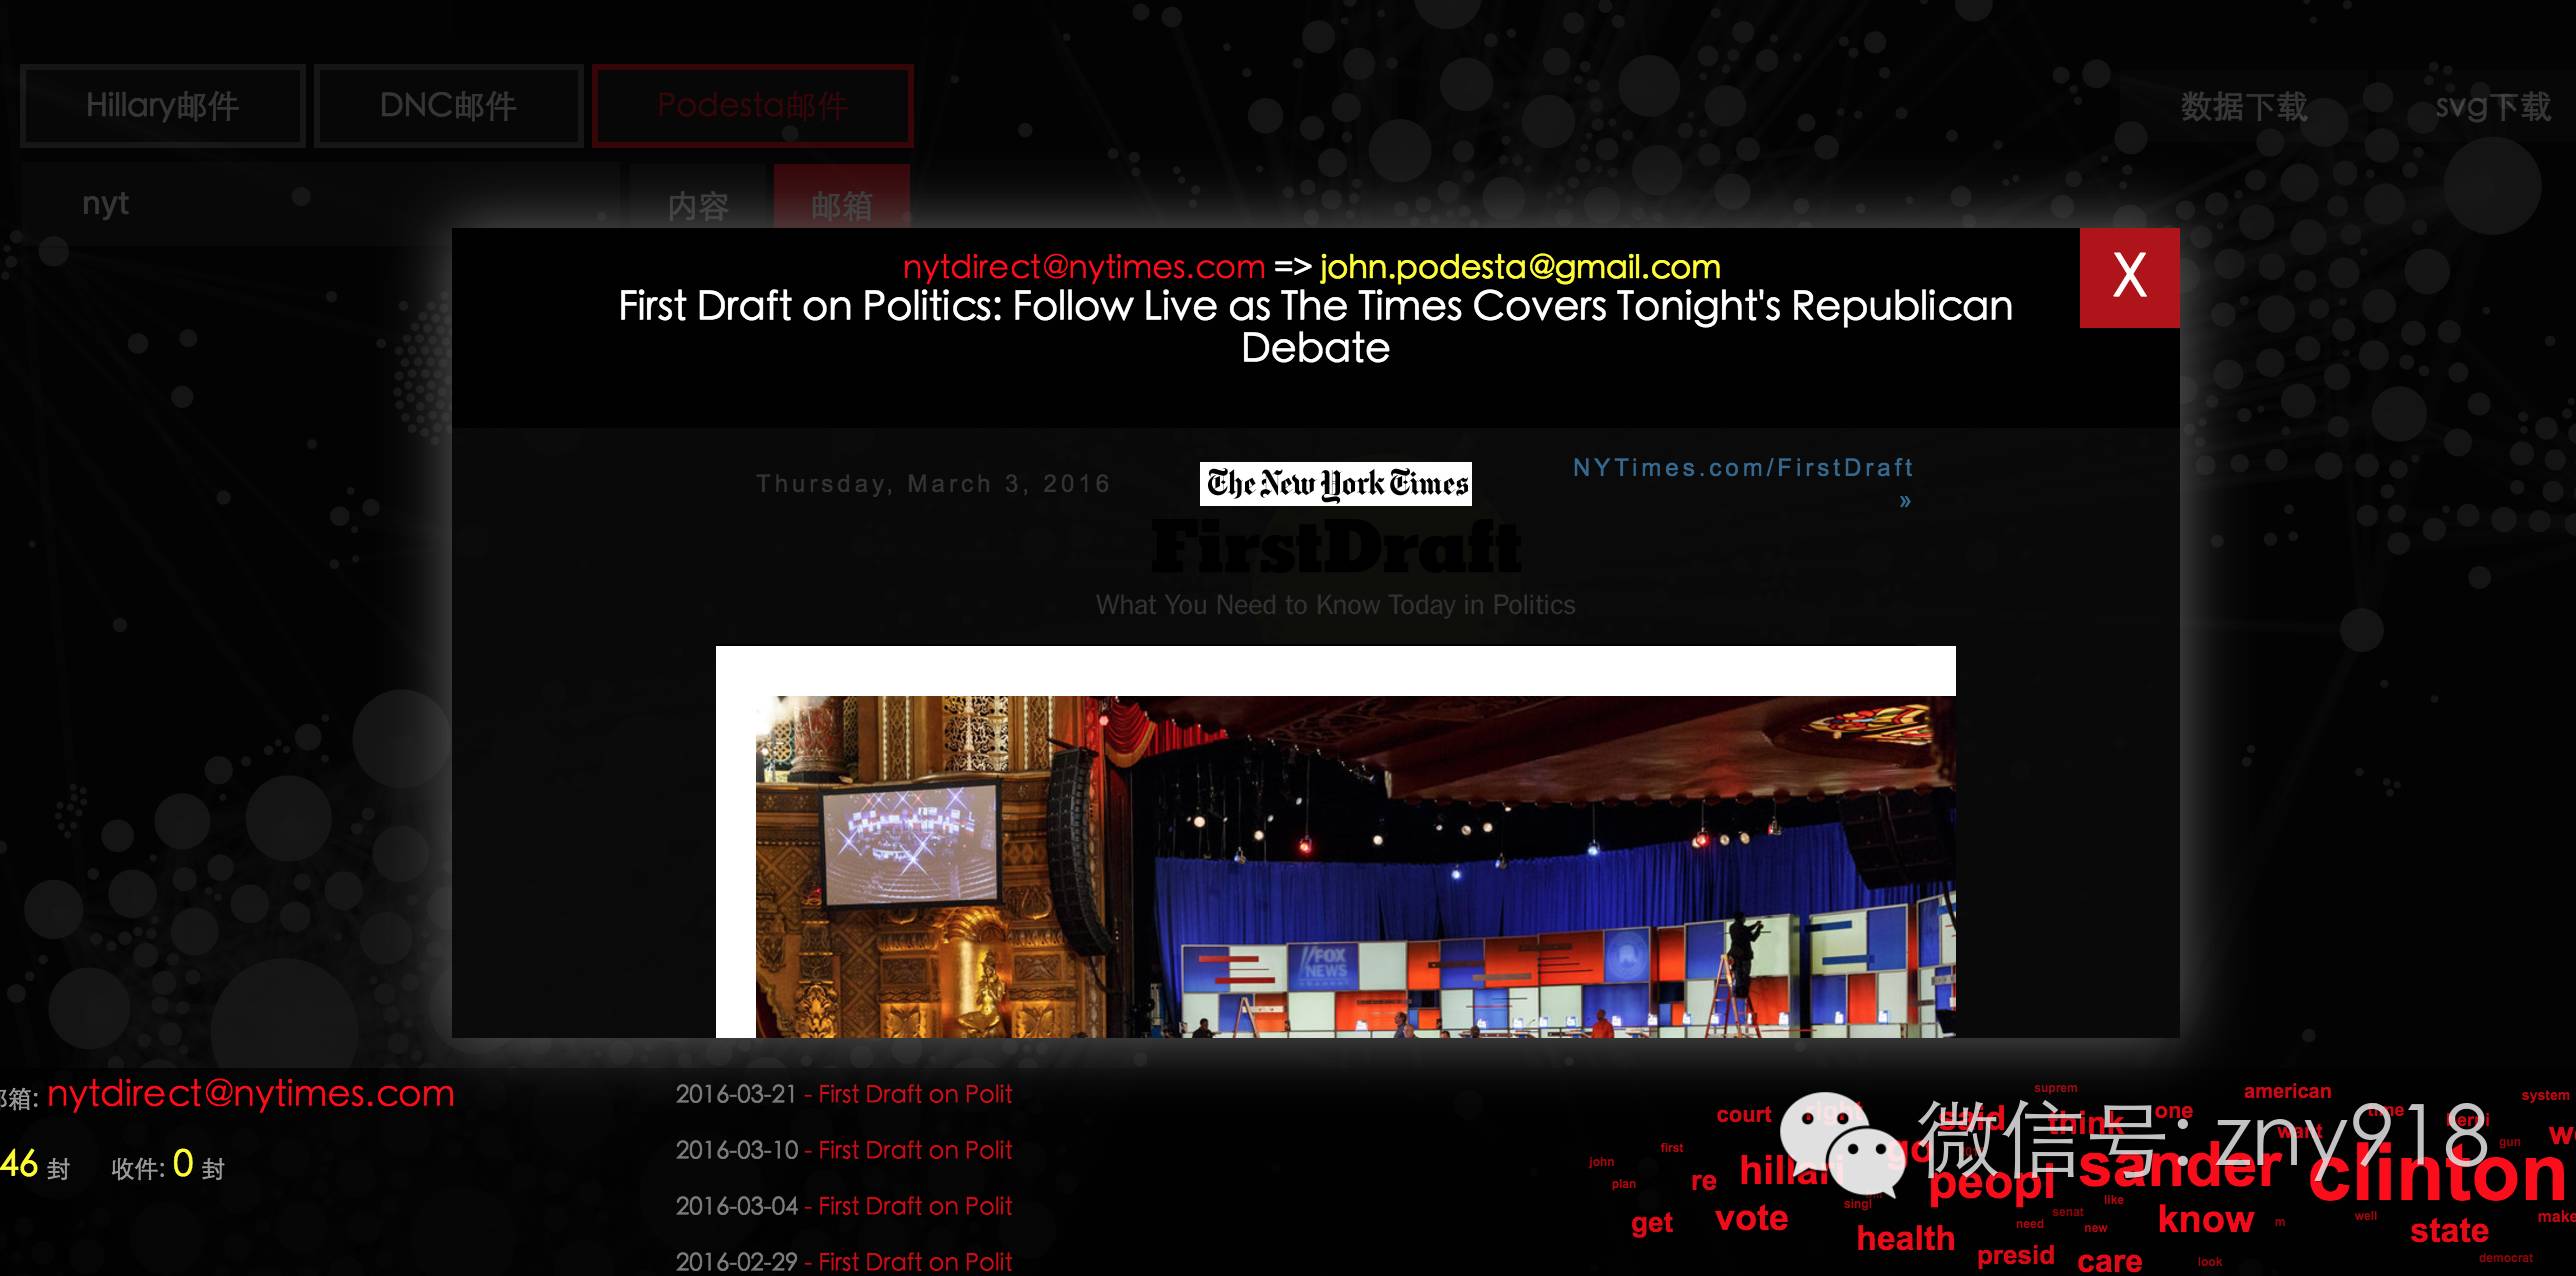 Hillary邮件
DNC邮件
Podesta邮件
数据下载
svg下载
nyt
内容
邮箱
nytdirect@nytimes.com => john.podesta@gmail.com
X
First Draft on Politics: Follow Live as The Times Covers Tonight's Republican
Debate
Thursday, March 3, 2016
The New York Times
NYTimes.com/FirstDraft
»
FirstDraft
What You Need to Know Today in Politics
FOX
NEWS
邮箱: nytdirect@nytimes.com
46 封 收件: 0 封
2016-03-21 - First Draft on Polit
2016-03-10 - First Draft on Polit
2016-03-04 - First Draft on Polit
2016-02-29 - First Draft on Polit
微信号: zny918
suprem
american
system
court
right
said
think
one
time
berni
want
gun
first
john
plan
re
hillari
go
peopl
sander
clinton
singl
like
get
vote
health
need
senat
new
know
m
well
state
make
presid
care
look
democrat